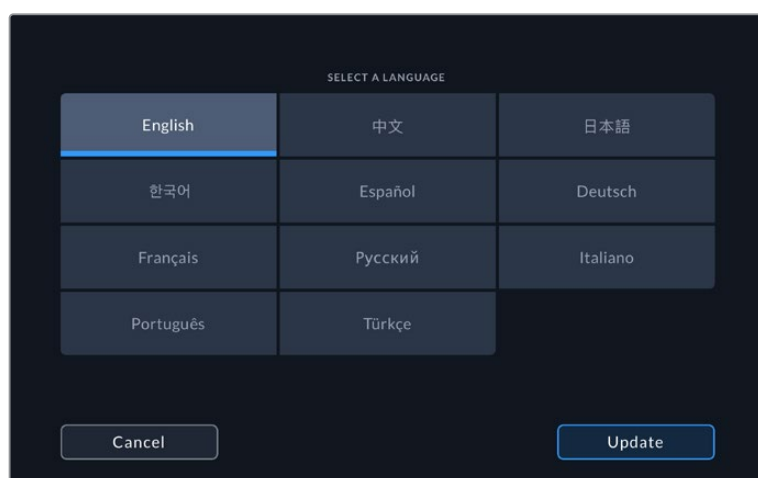 SELECT A LANGUAGE
English 中文 日本語
한국어 Español Deutsch
Français Русский Italiano
Português Türkçe
Cancel Update